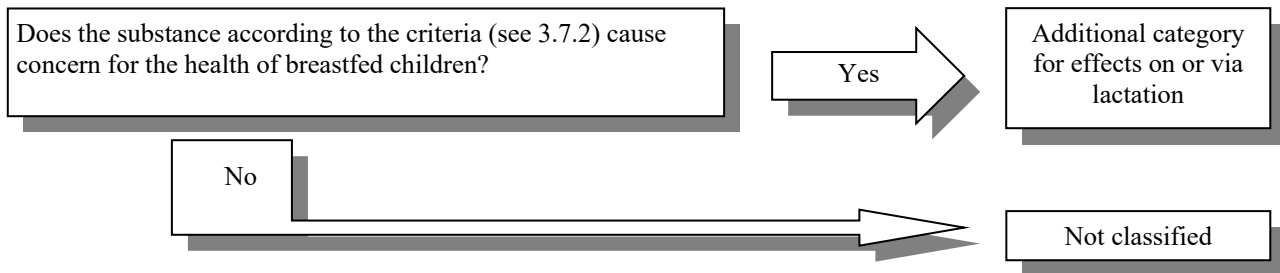 Does the substance according to the criteria (see 3.7.2) cause
concern for the health of breastfed children?
Yes
Additional category
for effects on or via
lactation
No
Not classified